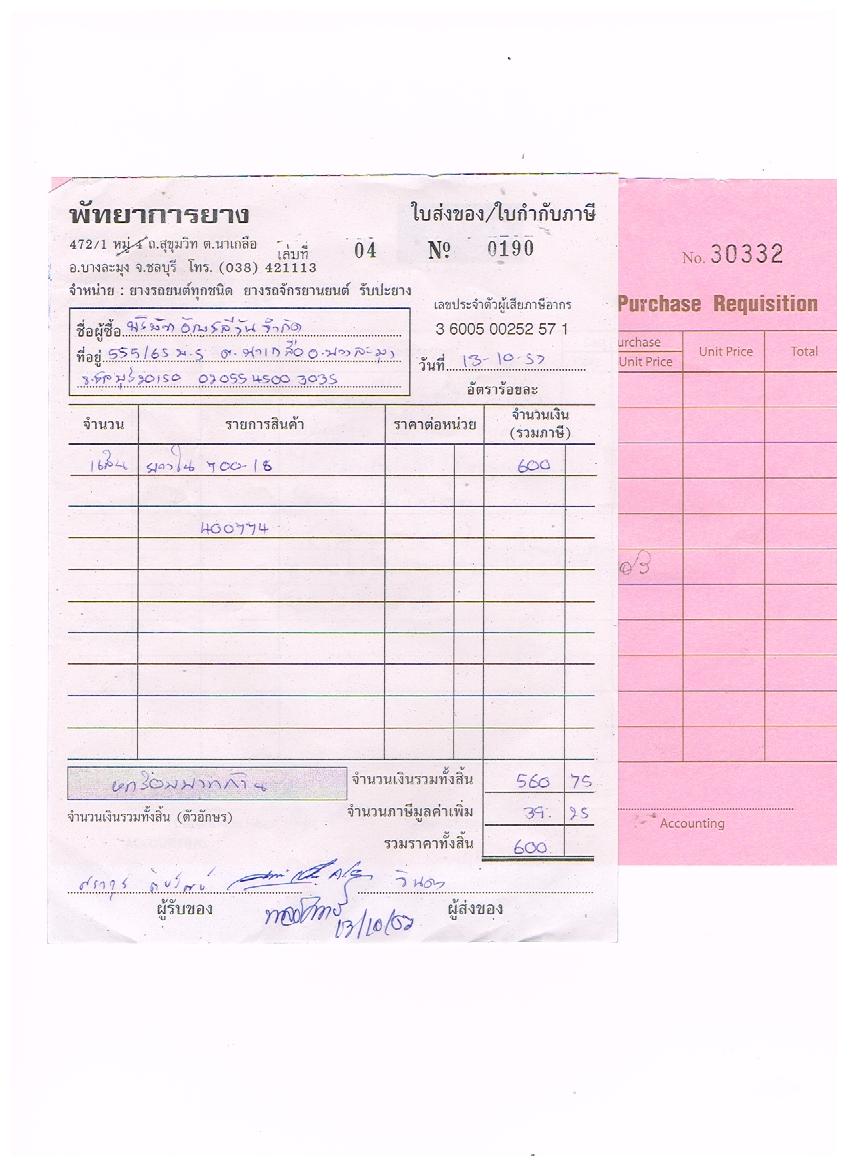 พัทยาการยาง
ใบส่งของ/ใบกำกับภาษี
472/1 หมู่ 4 ถ.สุขุมวิท ต.นาเกลือ
เล่มที่ 04 Nº 0190
อ.บางละมุง จ.ชลบุรี โทร. (038) 421113
จำหน่าย : ยางรถยนต์ทุกชนิด ยางรถจักรยานยนต์ รับปะยาง
เลขประจำตัวผู้เสียภาษีอากร
3 6005 00252 57 1
ชื่อผู้ซื้อ บริษัท จำกัด
ที่อยู่ 555/65 ม.5 ต.นาเกลือ อ.บางละมุง
จ.ชลบุรี 20150 02055 4500 3035
วันที่ 13-10-57
อัตราร้อยละ
จำนวน รายการสินค้า ราคาต่อหน่วย จำนวนเงิน
(รวมภาษี)
1 เส้น ยางใน 700-18 600
400774
หกร้อยบาทถ้วน
จำนวนเงินรวมทั้งสิ้น 560 75
จำนวนเงินรวมทั้งสิ้น (ตัวอักษร)
จำนวนภาษีมูลค่าเพิ่ม 39. 25
รวมราคาทั้งสิ้น 600
ผู้รับของ
ผู้ส่งของ
13/10/57
No. 30332
Purchase Requisition
urchase
Unit Price
Unit Price
Total
03
Accounting